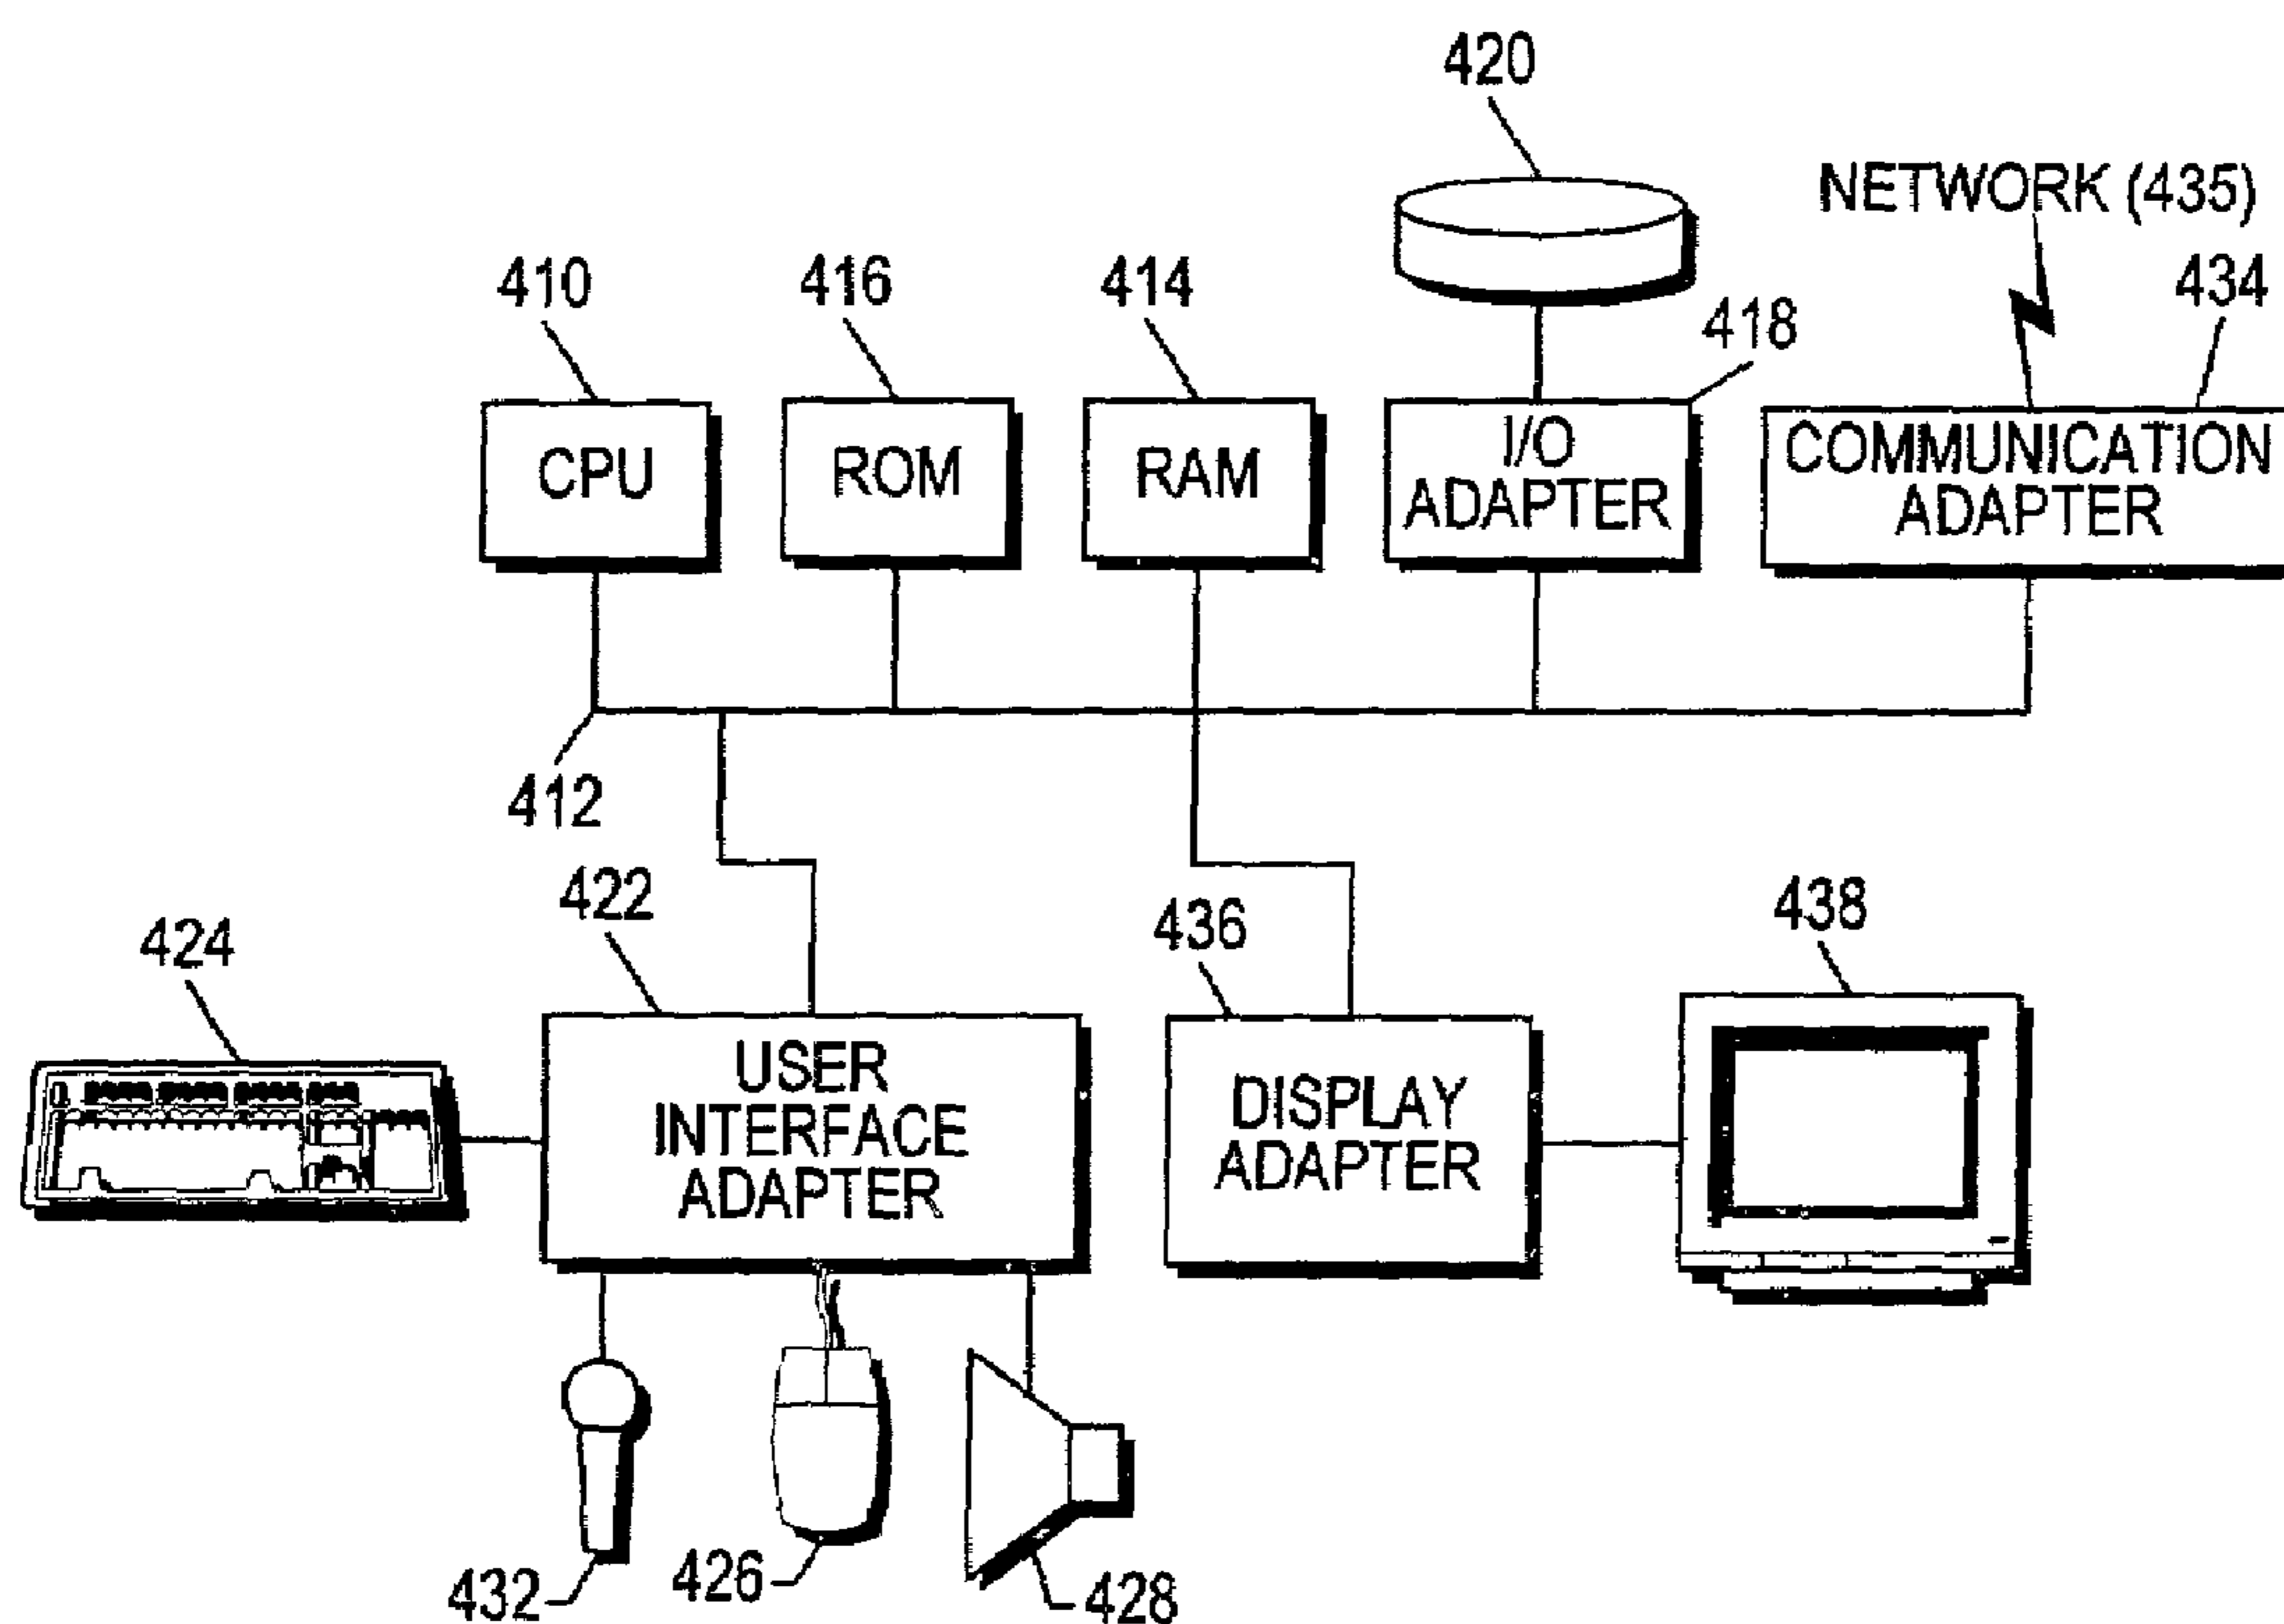 420
NETWORK (435)
410
416
414
418
434
CPU
ROM
RAM
I/O
ADAPTER
COMMUNICATION
ADAPTER
412
422
436
438
424
USER
INTERFACE
ADAPTER
DISPLAY
ADAPTER
432
426
428